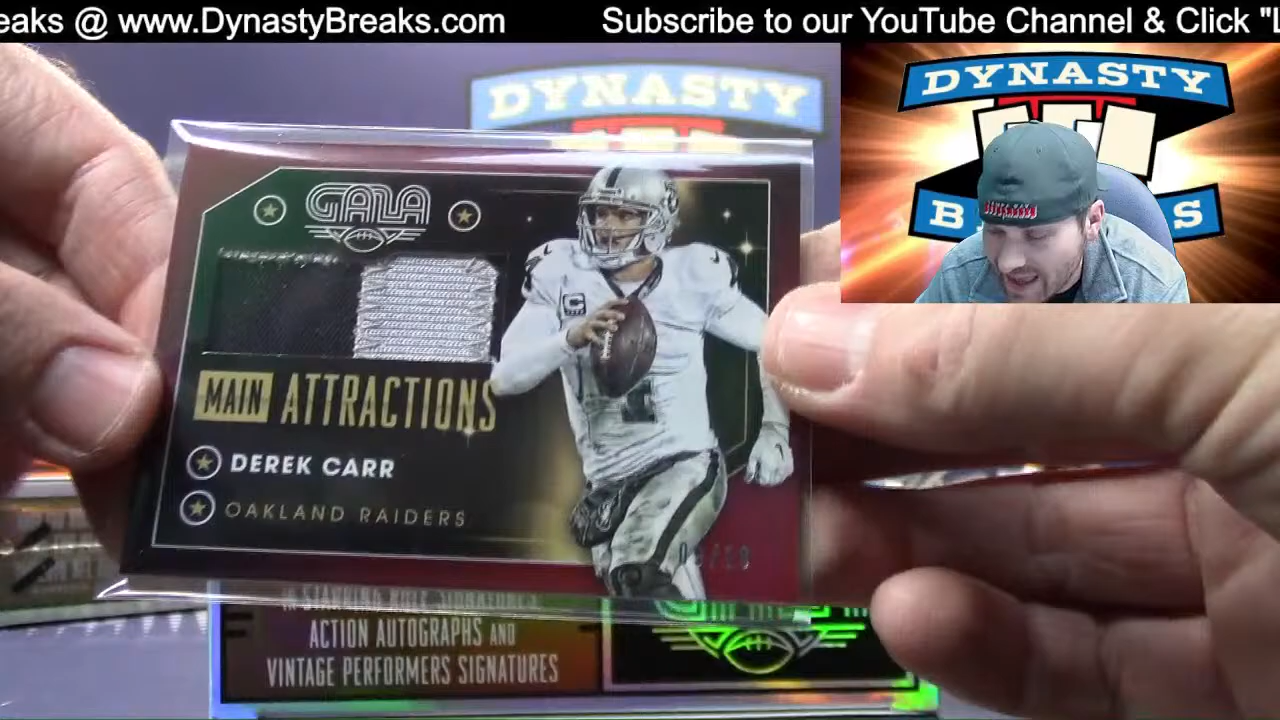 eaks @ www.DynastyBreaks.com Subscribe to our YouTube Channel & Click "L
DYNASTY
DYNASTY
GALA
C
4
MAIN ATTRACTIONS
DEREK CARR
OAKLAND RAIDERS
ACTION AUTOGRAPHS AND
VINTAGE PERFORMERS SIGNATURES